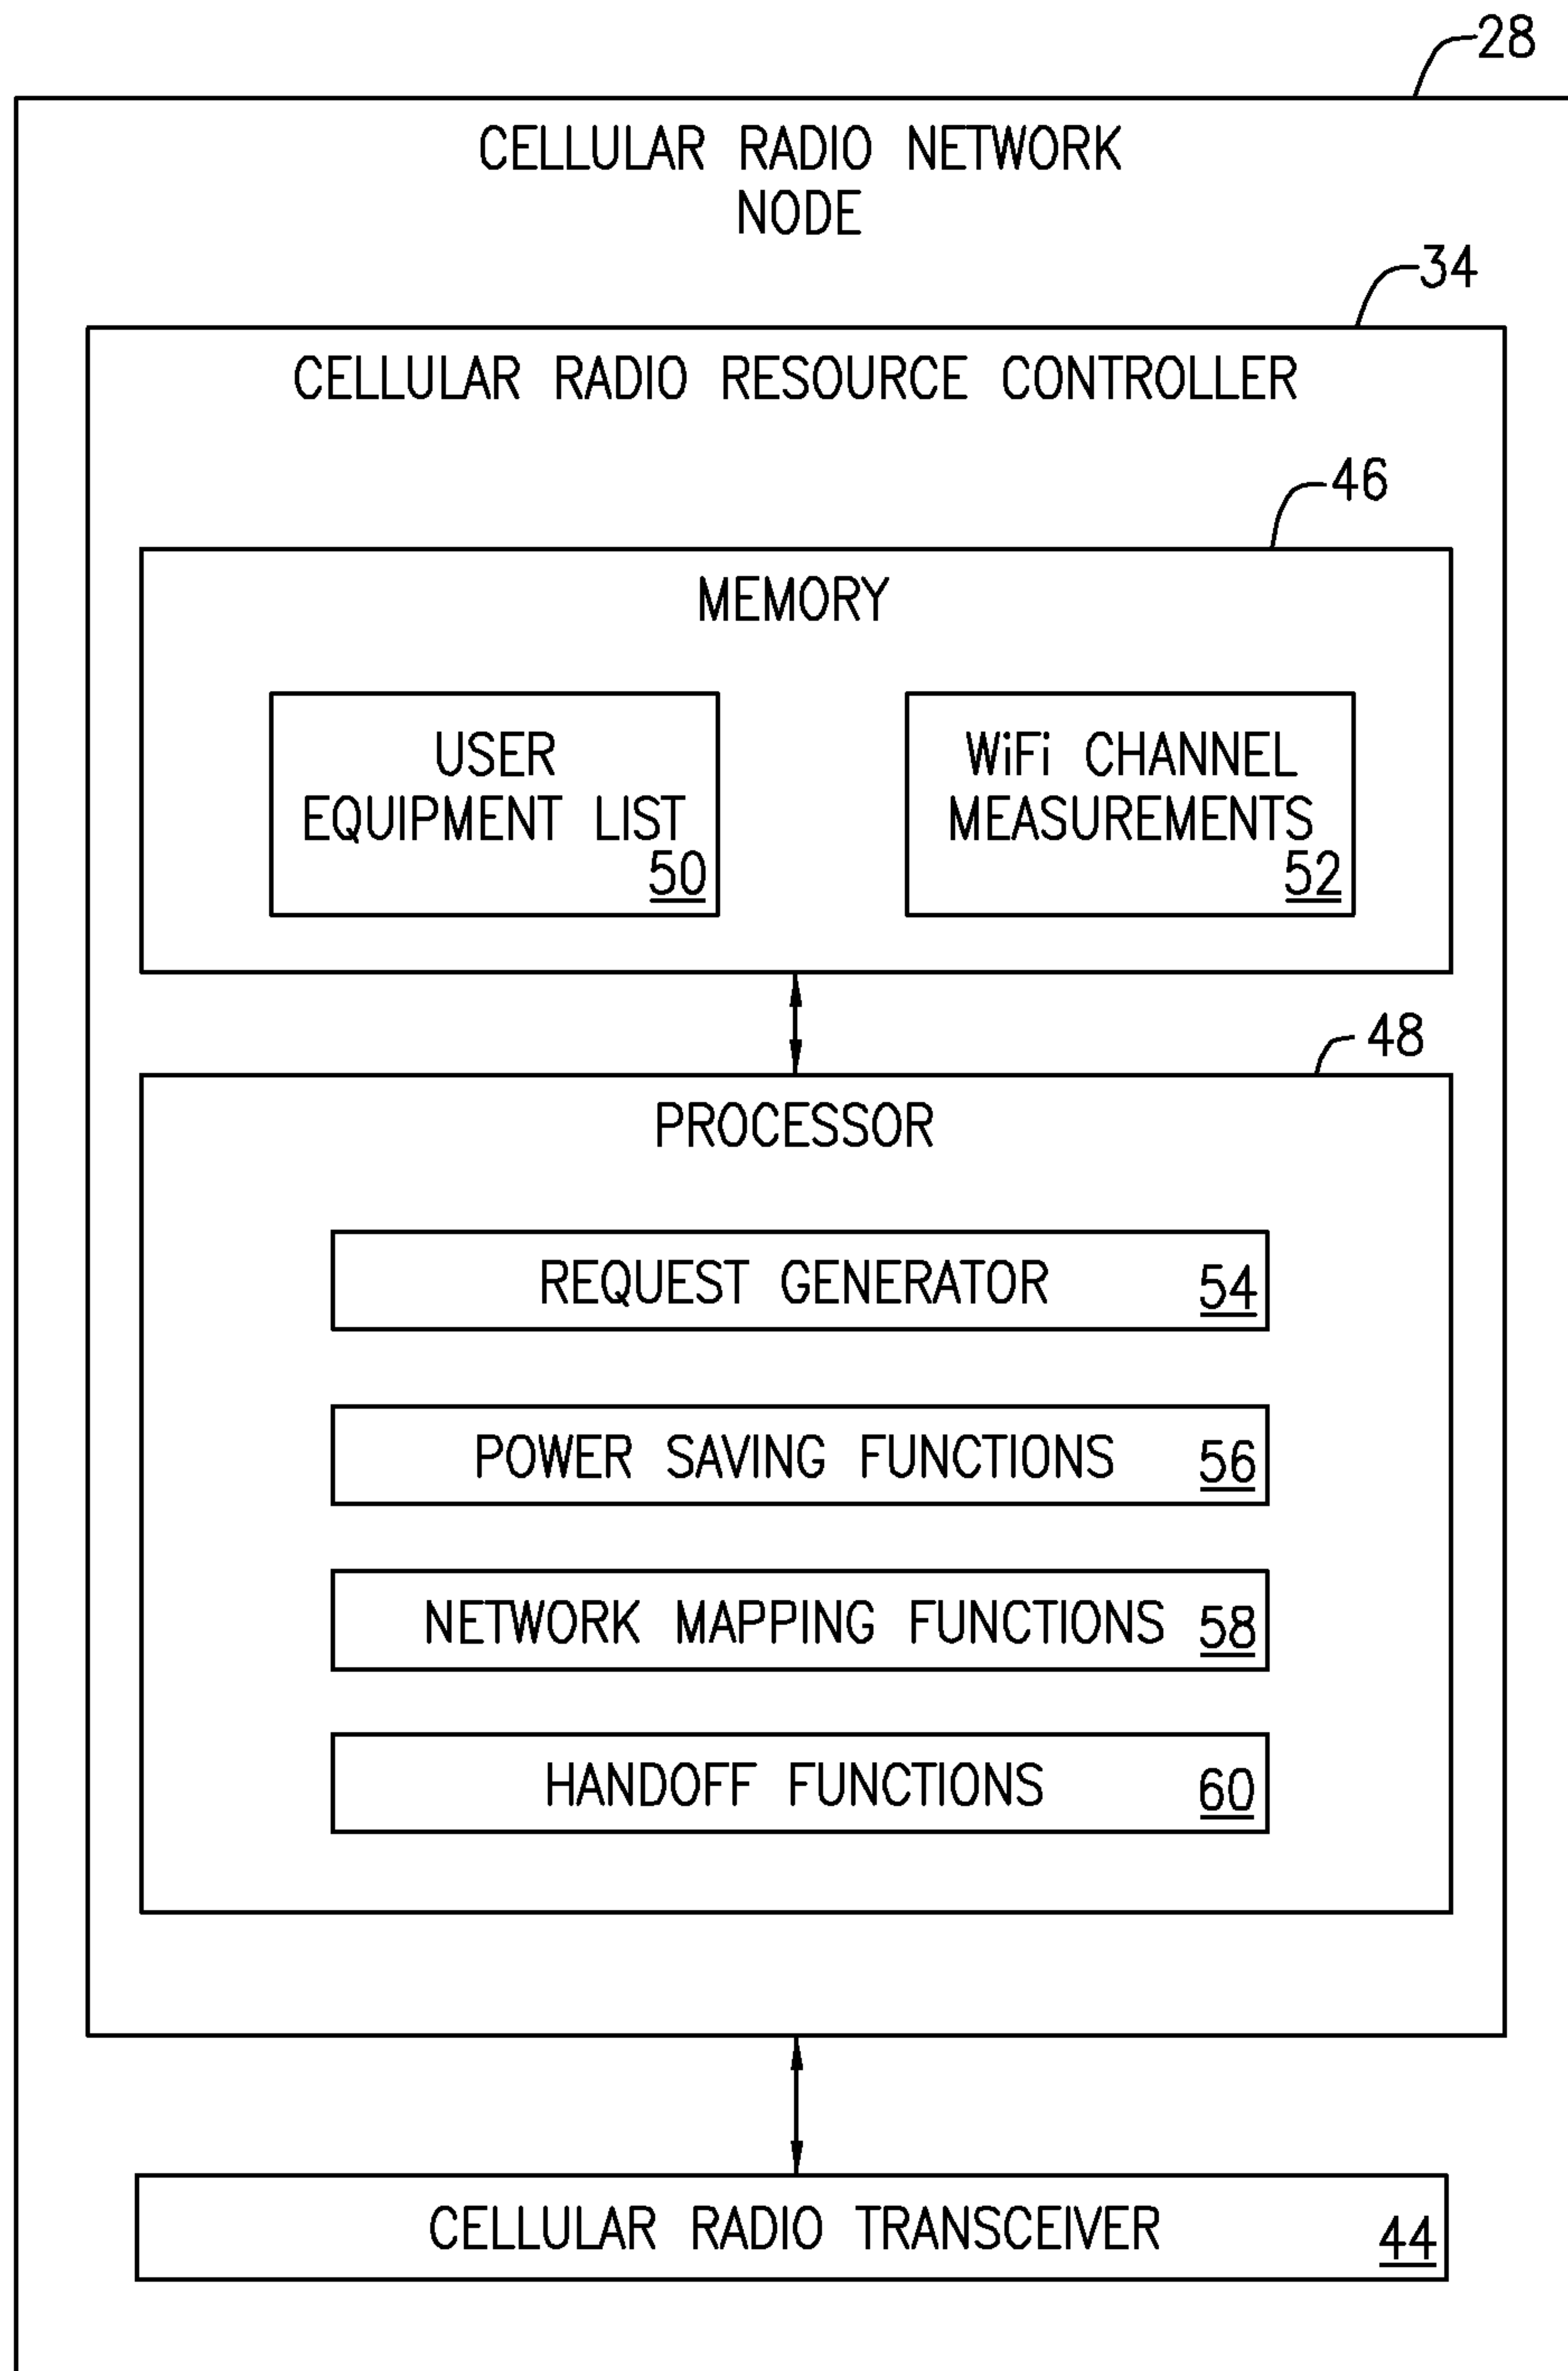 28
CELLULAR RADIO NETWORK
NODE
34
CELLULAR RADIO RESOURCE CONTROLLER
46
MEMORY
USER
EQUIPMENT LIST
50
WiFi CHANNEL
MEASUREMENTS
52
48
PROCESSOR
REQUEST GENERATOR 54
POWER SAVING FUNCTIONS 56
NETWORK MAPPING FUNCTIONS 58
HANDOFF FUNCTIONS 60
CELLULAR RADIO TRANSCEIVER 44